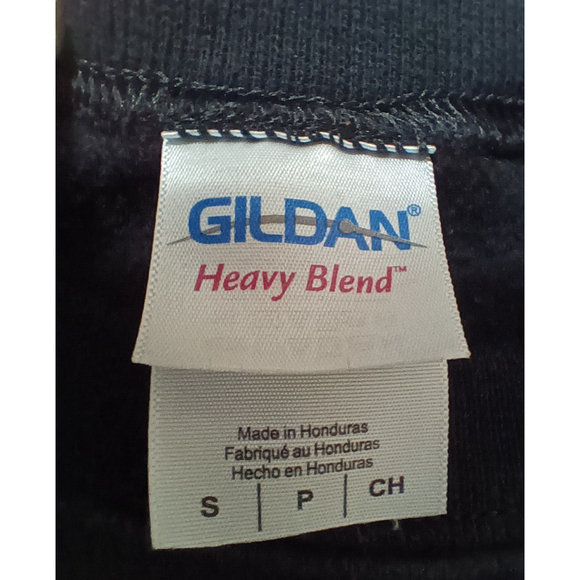 GILDAN®
Heavy Blend™
Made in Honduras
Fabriqué au Honduras
Hecho en Honduras
S | P | CH